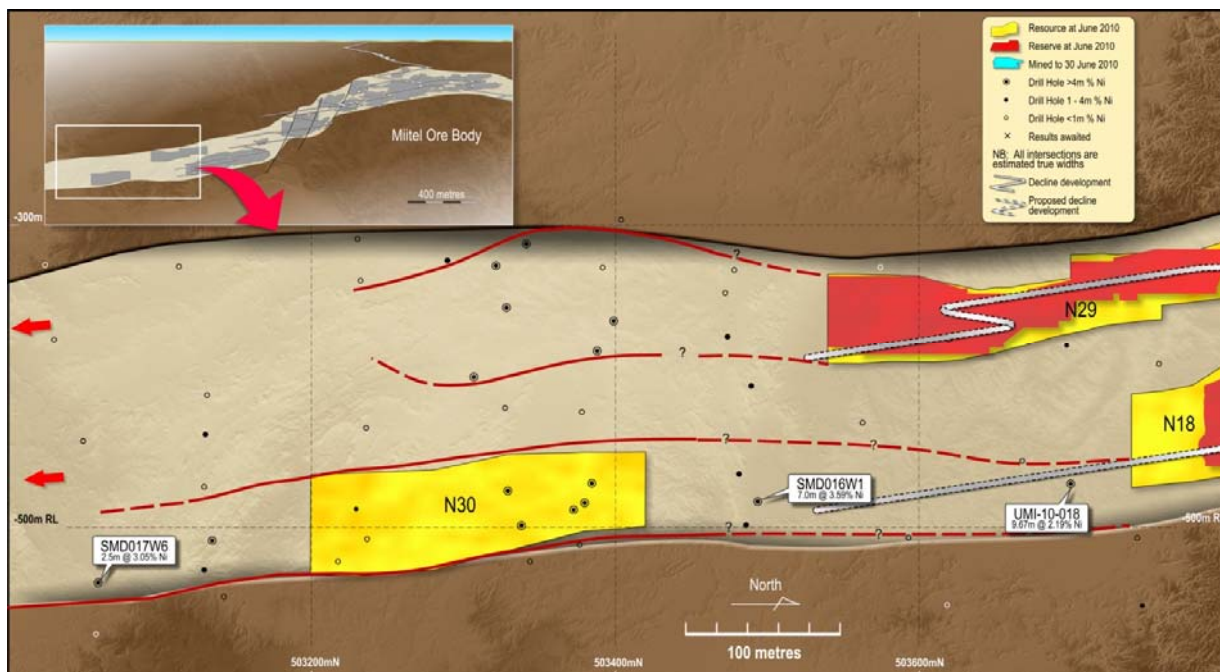 Resource at June 2010
Reserve at June 2010
Mined to 30 June 2010
Drill Hole >4m % Ni
Drill Hole 1 - 4m % Ni
Drill Hole <1m % Ni
Results awaited
NB: All intersections are
estimated true widths
Decline development
Proposed decline
development
Miitel Ore Body
400 metres
-300m
N29
?
?
?
?
N18
N30
SMD016W1
7.0m @ 3.59% Ni
UMI-10-018
9.67m @ 2.19% Ni
-500m RL
-500m RL
?
?
SMD017W6
2.5m @ 3.05% Ni
North
100 metres
503200mN
503400mN
503600mN